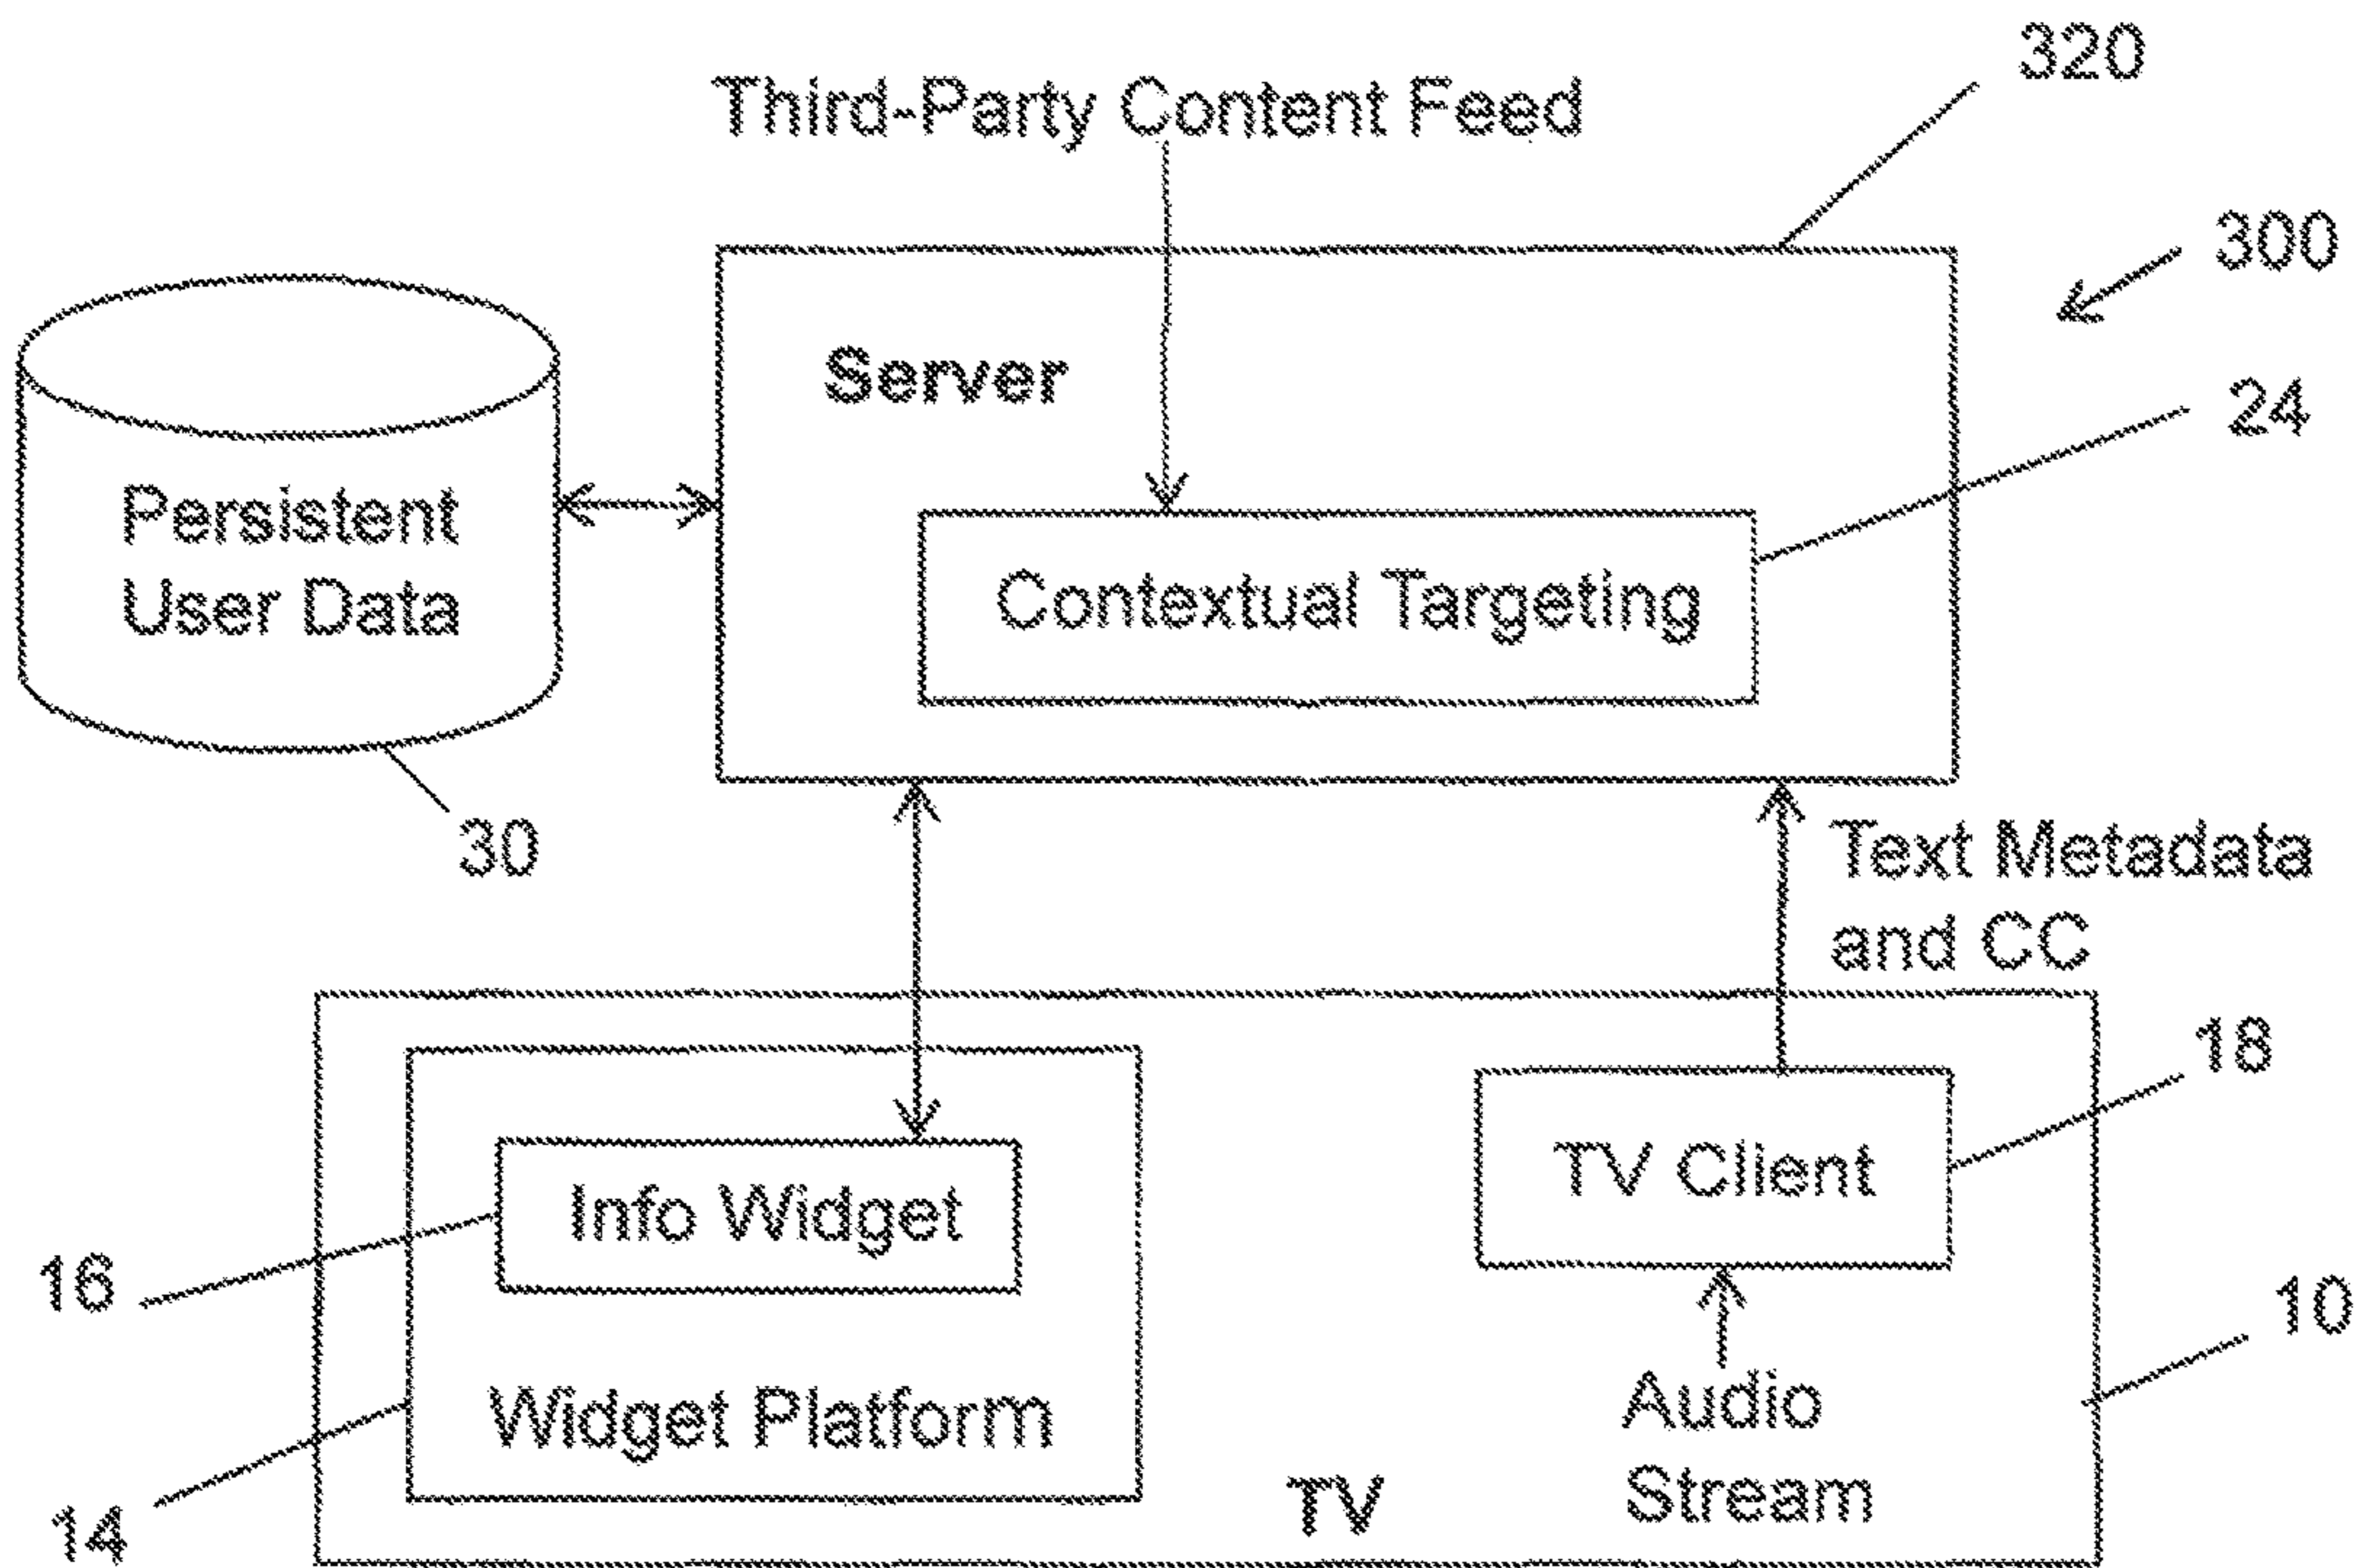 320
Third-Party Content Feed
300
Server
24
Persistent
User Data
Contextual Targeting
30
Text Metadata
and CC
18
TV Client
Info Widget
16
10
Widget Platform
Audio
Stream
TV
14